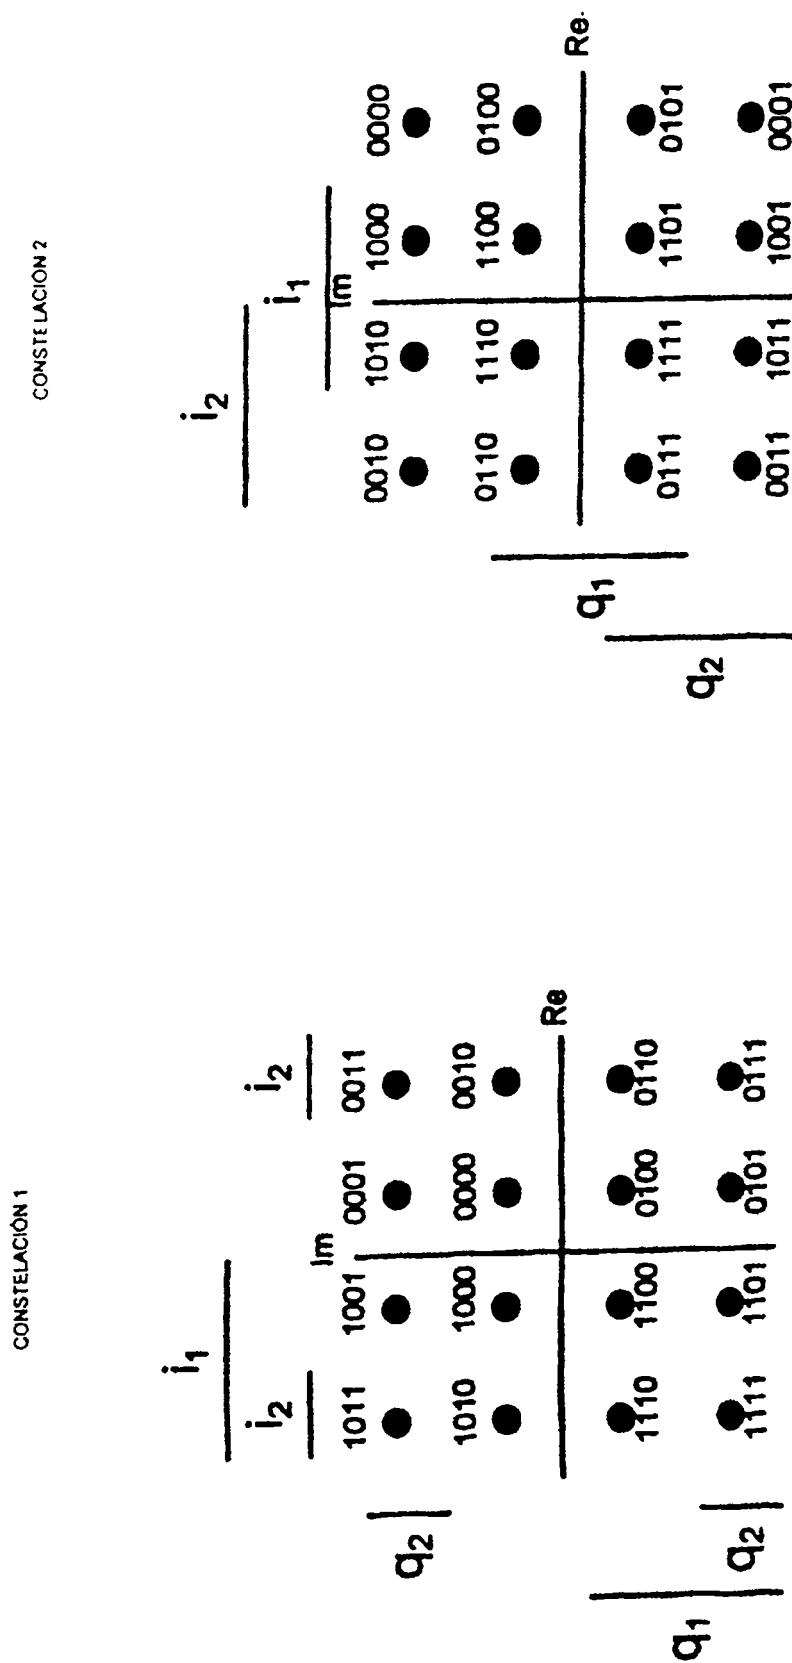 CONSTELACIÓN 1
i1
i2 i2
Im
1011 1001 0001 0011
q2
1010 1000 0000 0010
Re
1110 1100 0100 0110
q1
q2
1111 1101 0101 0111
CONSTELACIÓN 2
i2
i1
Im
0010 1010 1000 0000
0110 1110 1100 0100
Re
q1
0111 1111 1101 0101
q2
0011 1011 1001 0001